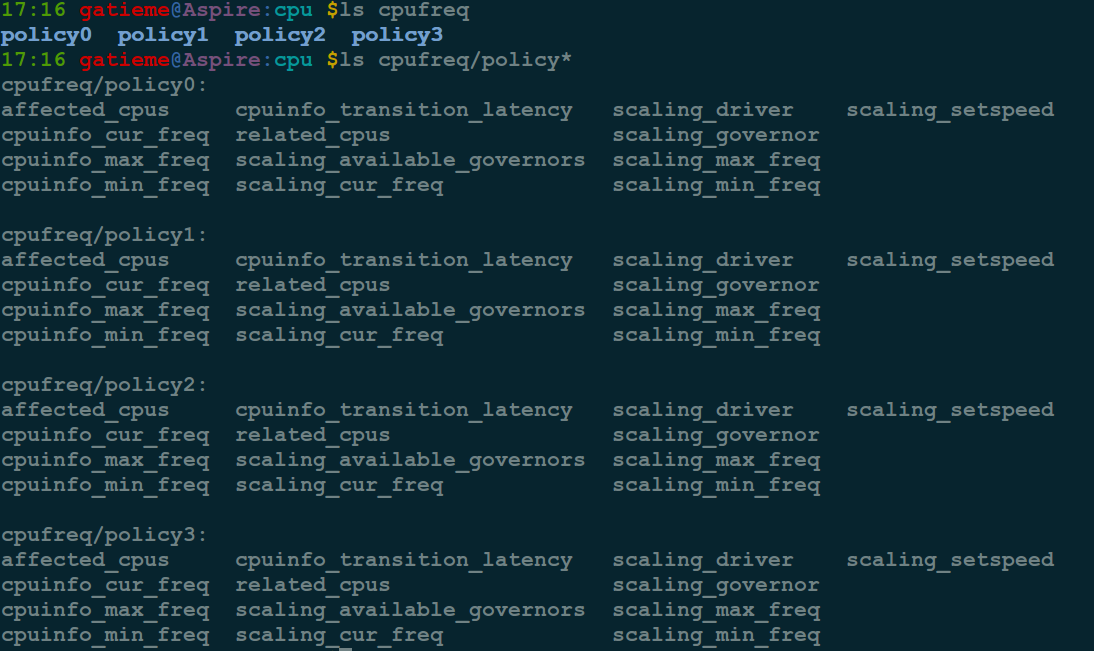 17:16 gatieme@Aspire:cpu $ls cpufreq
policy0  policy1  policy2  policy3
17:16 gatieme@Aspire:cpu $ls cpufreq/policy*
cpufreq/policy0:
affected_cpus     cpuinfo_transition_latency   scaling_driver    scaling_setspeed
cpuinfo_cur_freq  related_cpus                 scaling_governor
cpuinfo_max_freq  scaling_available_governors  scaling_max_freq
cpuinfo_min_freq  scaling_cur_freq             scaling_min_freq

cpufreq/policy1:
affected_cpus     cpuinfo_transition_latency   scaling_driver    scaling_setspeed
cpuinfo_cur_freq  related_cpus                 scaling_governor
cpuinfo_max_freq  scaling_available_governors  scaling_max_freq
cpuinfo_min_freq  scaling_cur_freq             scaling_min_freq

cpufreq/policy2:
affected_cpus     cpuinfo_transition_latency   scaling_driver    scaling_setspeed
cpuinfo_cur_freq  related_cpus                 scaling_governor
cpuinfo_max_freq  scaling_available_governors  scaling_max_freq
cpuinfo_min_freq  scaling_cur_freq             scaling_min_freq

cpufreq/policy3:
affected_cpus     cpuinfo_transition_latency   scaling_driver    scaling_setspeed
cpuinfo_cur_freq  related_cpus                 scaling_governor
cpuinfo_max_freq  scaling_available_governors  scaling_max_freq
cpuinfo_min_freq  scaling_cur_freq             scaling_min_freq